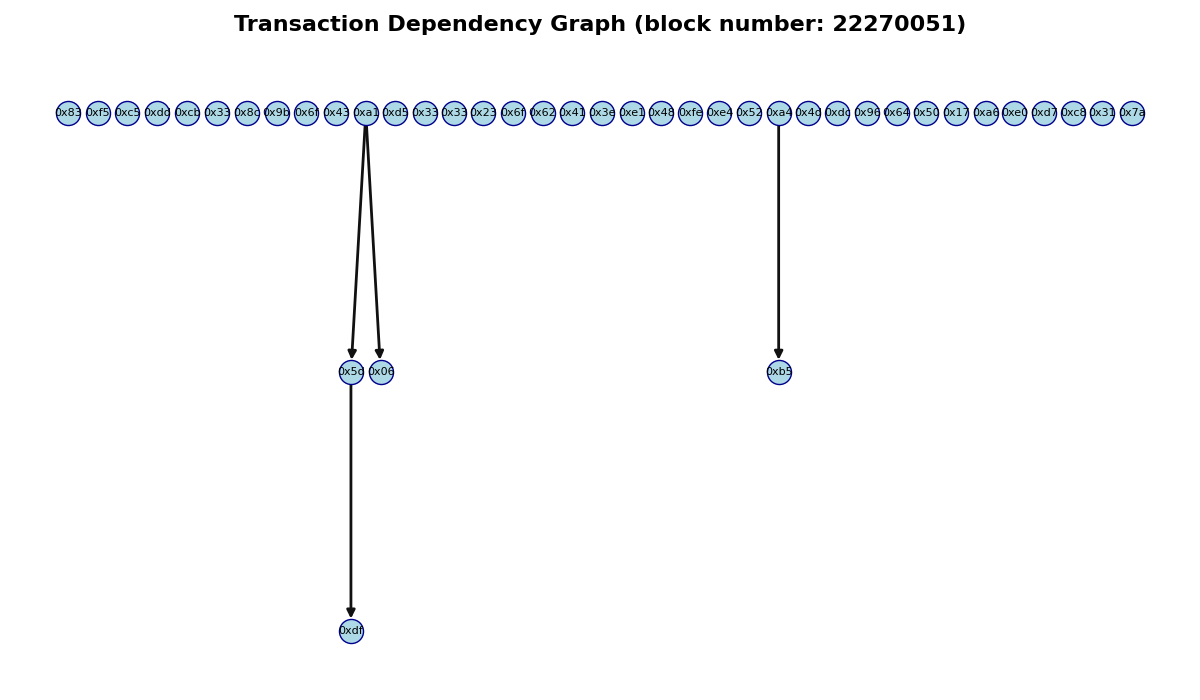 Transaction Dependency Graph (block number: 22270051)
0x83 0xf5 0xc5 0xdd 0xcb 0x33 0x8c 0x9b 0x6f 0x43 0xa1 0xd5 0x33 0x33 0x23 0x6f 0x62 0x41 0x3e 0xe1 0x48 0xfe 0xe4 0x52 0xa4 0x4d 0xdc 0x96 0x64 0x50 0x17 0xa6 0xe0 0xd7 0xc8 0x31 0x7a
0x5d 0x06 0xb5
0xdf